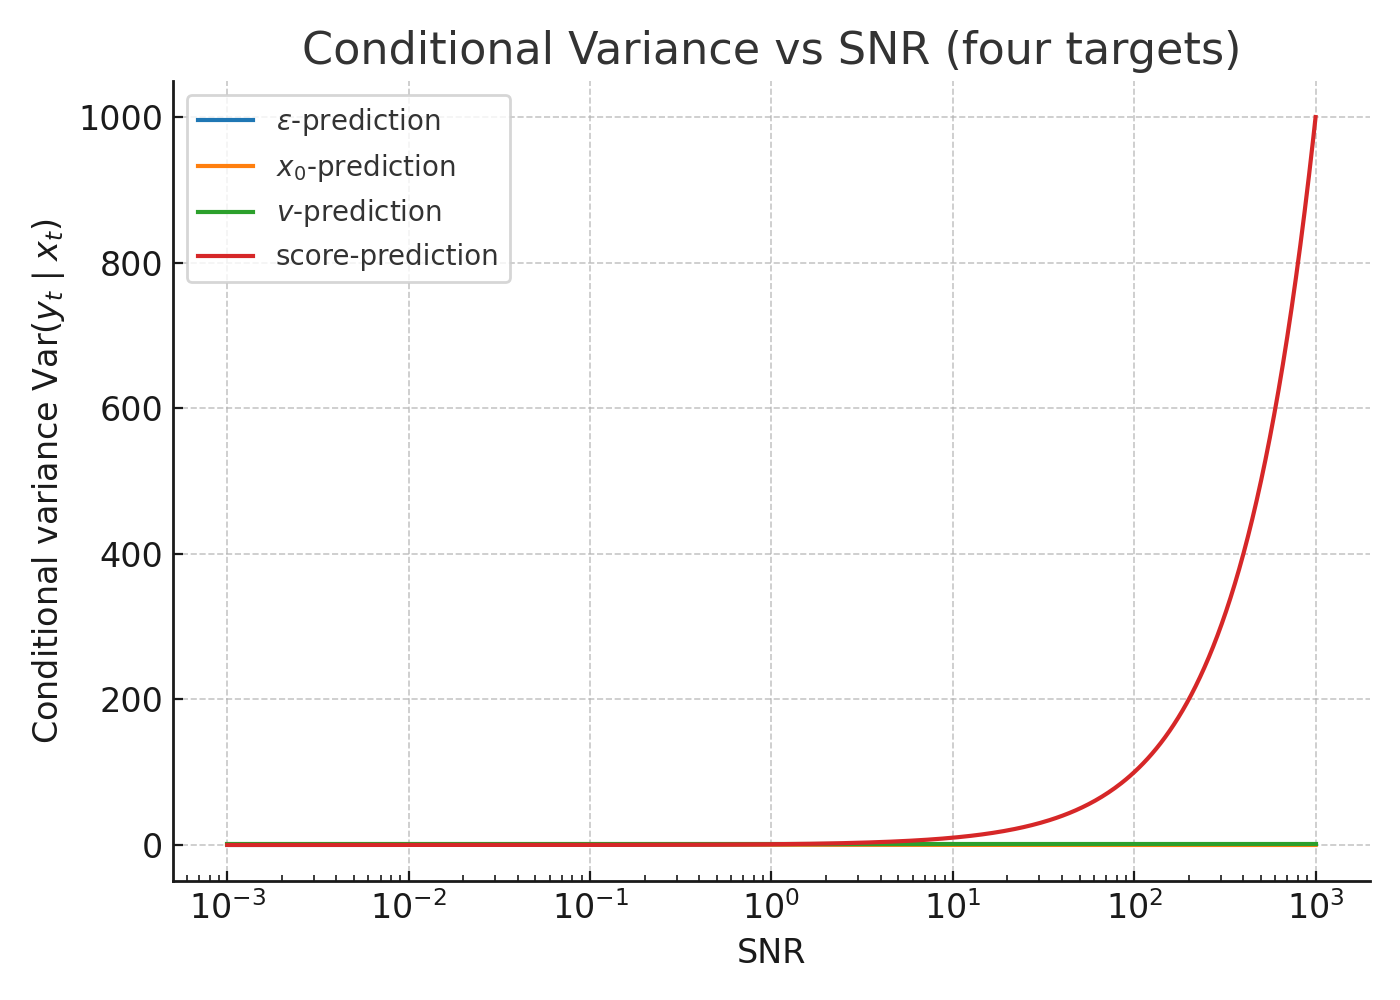 Conditional Variance vs SNR (four targets)
ε-prediction
x₀-prediction
v-prediction
score-prediction
Conditional variance Var(yₜ | xₜ)
1000
800
600
400
200
0
10⁻³ 10⁻² 10⁻¹ 10⁰ 10¹ 10² 10³
SNR